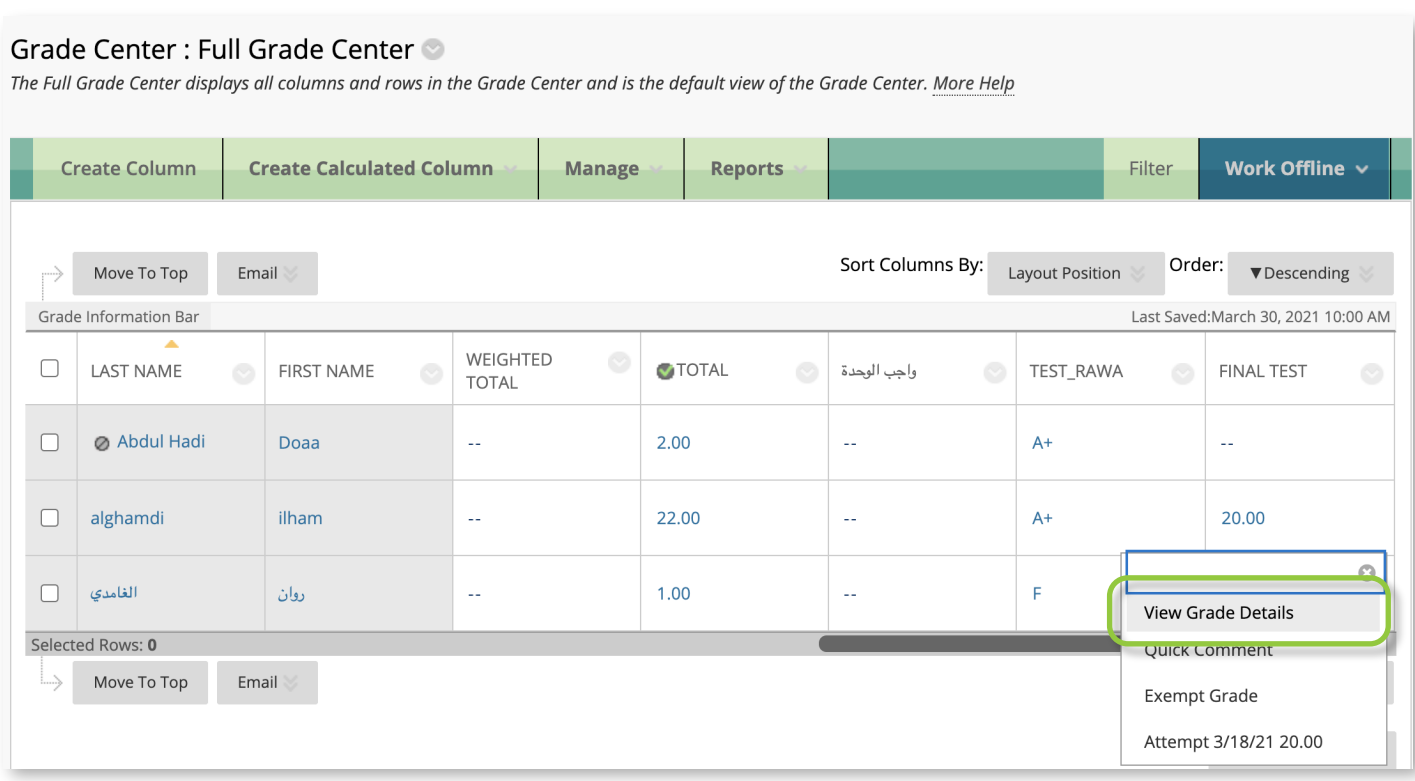 Grade Center : Full Grade Center
The Full Grade Center displays all columns and rows in the Grade Center and is the default view of the Grade Center. More Help
Create Column Create Calculated Column Manage Reports Filter Work Offline
Move To Top Email Sort Columns By: Layout Position Order: ▼Descending
Grade Information Bar Last Saved:March 30, 2021 10:00 AM
LAST NAME FIRST NAME WEIGHTED TOTAL TOTAL واجب الوحدة TEST_RAWA FINAL TEST
Abdul Hadi Doaa -- 2.00 -- A+ --
alghamdi ilham -- 22.00 -- A+ 20.00
الغامدي روان -- 1.00 -- F
View Grade Details
Selected Rows: 0
Quick Comment
Move To Top Email
Exempt Grade
Attempt 3/18/21 20.00